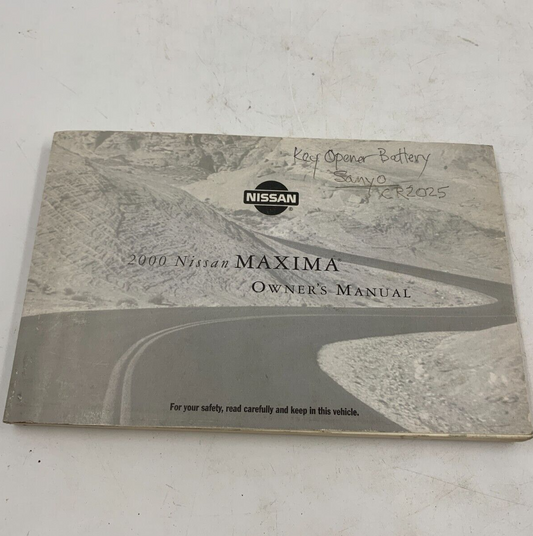 Key Opener Battery
Sanyo
CR2025
NISSAN
®
2000 Nissan MAXIMA
OWNER'S MANUAL
For your safety, read carefully and keep in this vehicle.